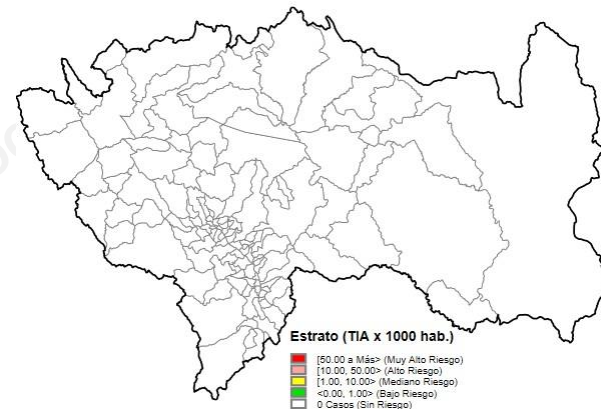 Estrato (TIA x 1000 hab.)
[50.00 a Más> (Muy Alto Riesgo)
[10.00, 50.00> (Alto Riesgo)
[1.00, 10.00> (Mediano Riesgo)
<0.00, 1.00> (Bajo Riesgo)
0 Casos (Sin Riesgo)